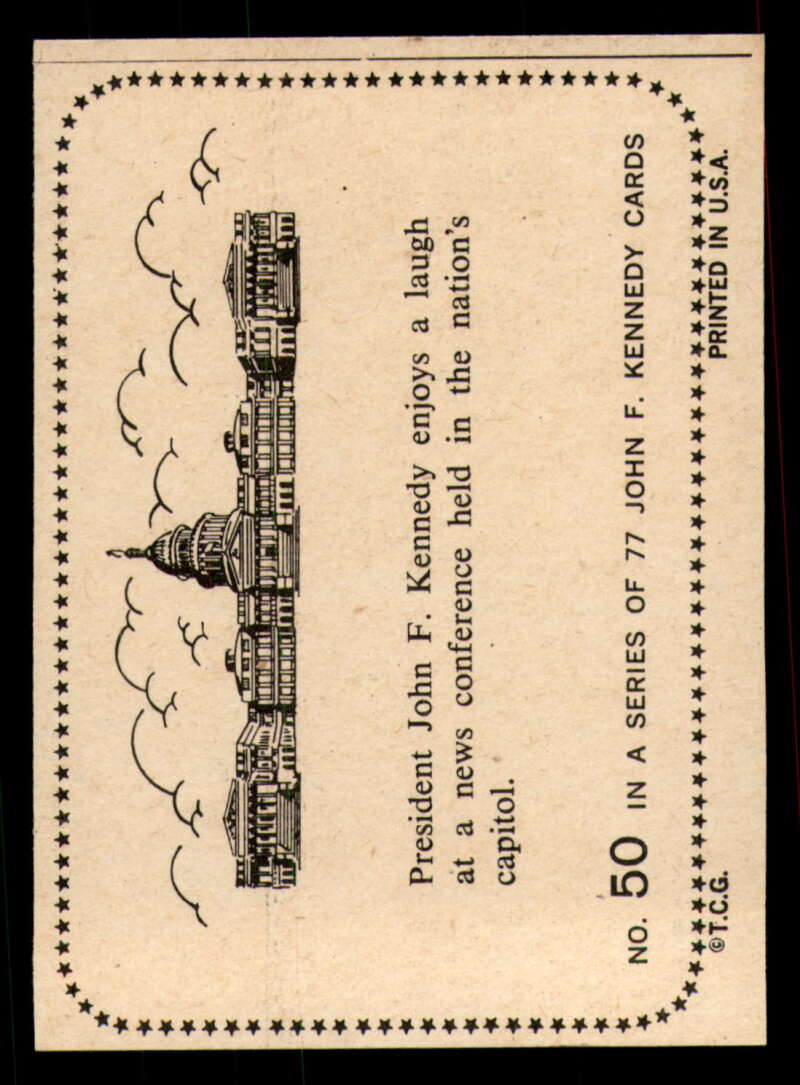 President John F. Kennedy enjoys a laugh
at a news conference held in the nation's
capitol.
NO. 50 IN A SERIES OF 77 JOHN F. KENNEDY CARDS
©T.C.G. PRINTED IN U.S.A.